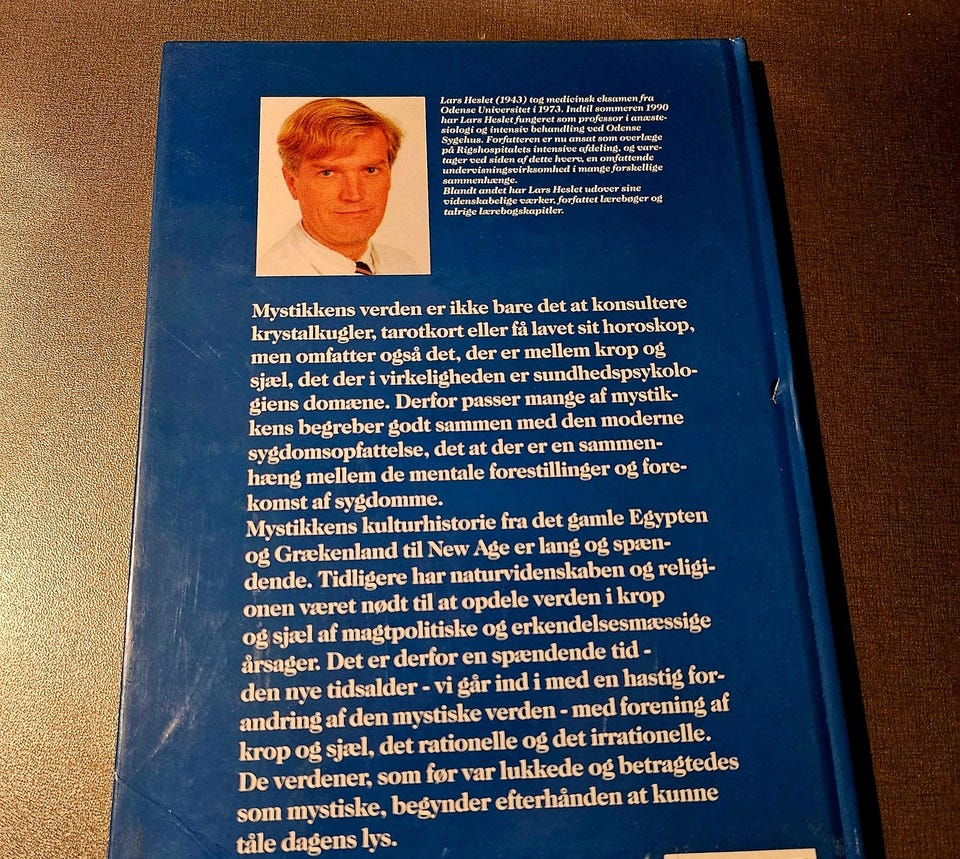 Lars Heslet (1943) tog medicinsk eksamen fra
Odense Universitet i 1973. Indtil sommeren 1990
har Lars Heslet fungeret som professor i anæste-
siologi og intensiv behandling ved Odense
Sygehus. Forfatteren er nu ansat som overlæge
på Rigshospitalets intensive afdeling, og vare-
tager ved siden af dette hverv, en omfattende
undervisningsvirksomhed i mange forskellige
sammenhænge.
Blandt andet har Lars Heslet udover sine
videnskabelige værker, forfattet lærebøger og
talrige lærebogskapitler.
Mystikkens verden er ikke bare det at konsultere
krystalkugler, tarotkort eller få lavet sit horoskop,
men omfatter også det, der er mellem krop og
sjæl, det der i virkeligheden er sundhedspsykolo-
giens domæne. Derfor passer mange af mystik-
kens begreber godt sammen med den moderne
sygdomsopfattelse, det at der er en sammen-
hæng mellem de mentale forestillinger og fore-
komst af sygdomme.
Mystikkens kulturhistorie fra det gamle Egypten
og Grækenland til New Age er lang og spæn-
dende. Tidligere har naturvidenskaben og religi-
onen været nødt til at opdele verden i krop
og sjæl af magtpolitiske og erkendelsesmæssige
årsager. Det er derfor en spændende tid -
den nye tidsalder - vi går ind i med en hastig for-
andring af den mystiske verden - med forening af
krop og sjæl, det rationelle og det irrationelle.
De verdener, som før var lukkede og betragtedes
som mystiske, begynder efterhånden at kunne
tåle dagens lys.